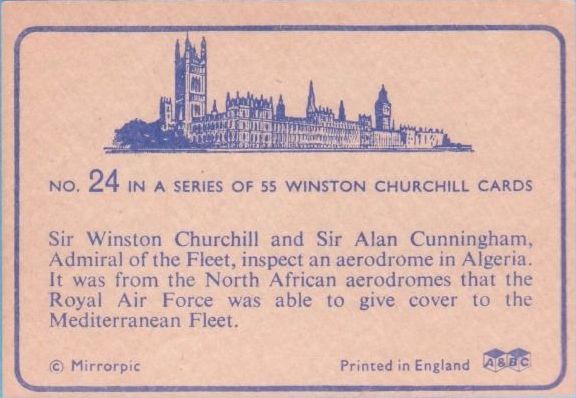 NO. 24 IN A SERIES OF 55 WINSTON CHURCHILL CARDS
Sir Winston Churchill and Sir Alan Cunningham,
Admiral of the Fleet, inspect an aerodrome in Algeria.
It was from the North African aerodromes that the
Royal Air Force was able to give cover to the
Mediterranean Fleet.
© Mirrorpic
Printed in England A&BC